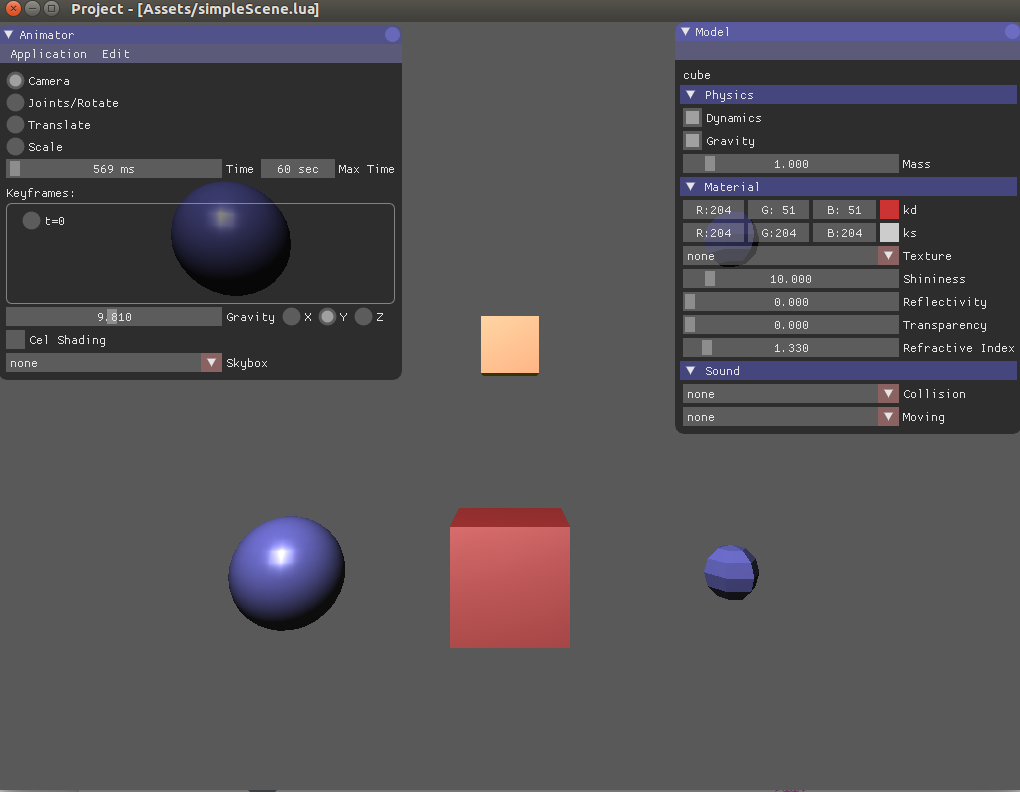 Project - [Assets/simpleScene.lua]
Animator
Application Edit
Camera
Joints/Rotate
Translate
Scale
569 ms Time 60 sec Max Time
Keyframes:
t=0
9.810 Gravity X Y Z
Cel Shading
none Skybox
Model
cube
Physics
Dynamics
Gravity
1.000 Mass
Material
R:204 G: 51 B: 51 kd
R:204 G:204 B:204 ks
none Texture
10.000 Shininess
0.000 Reflectivity
0.000 Transparency
1.330 Refractive Index
Sound
none Collision
none Moving